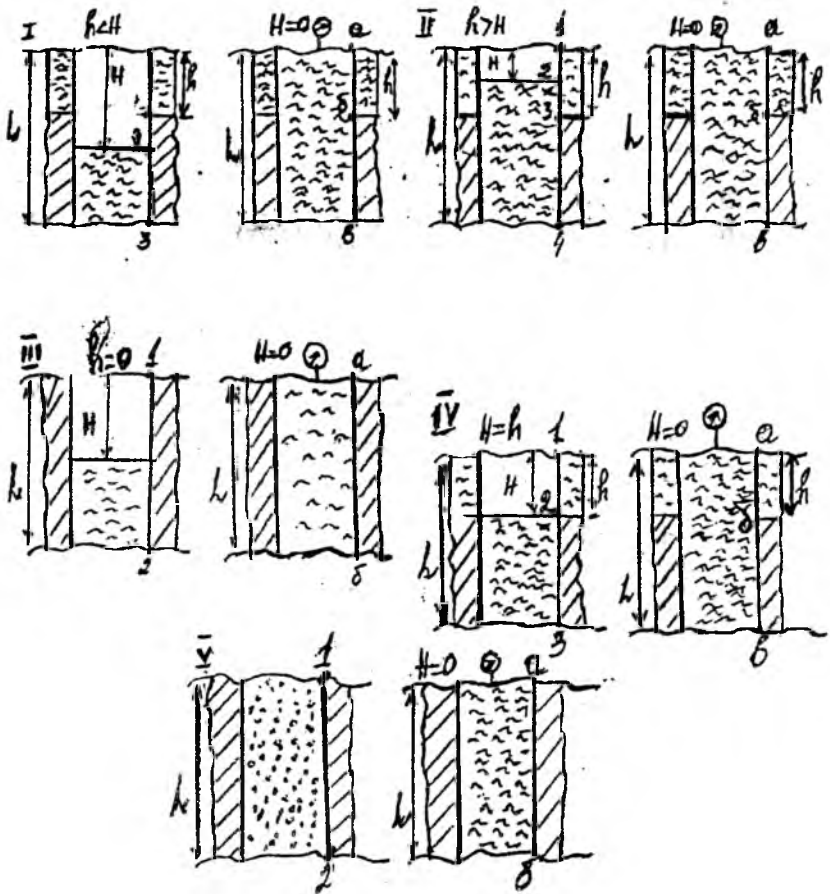 I h<H H=0 a II h>H 1 H=0 a
H h H 2 h h
L h L 3 L L
3 в 4 в
III h=0 1 H=0 a
H
L L
2 б
IV H=h 1 H=0 a
H h h
2 б
L L
3 в
V 1 H=0 a
L L
2 б